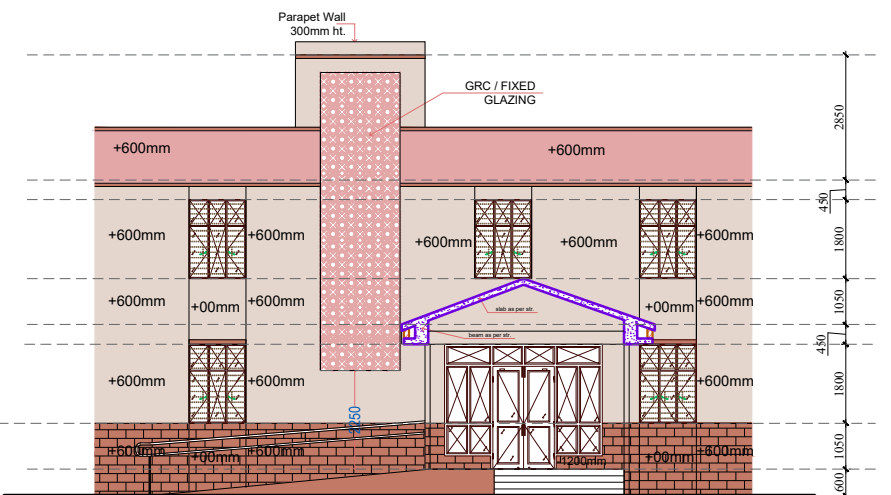 Parapet Wall
300mm ht.
GRC / FIXED
GLAZING
2850
+600mm
+600mm
450
+600mm
+600mm
+600mm
+600mm
+600mm
1800
+600mm
+00mm
+600mm
+00mm
+600mm
1050
slab as per str.
beam as per str.
450
+600mm
+600mm
+600mm
1800
2250
+600mm
+00mm
+600mm
-1200mm
+00mm
+600mm
1050
600